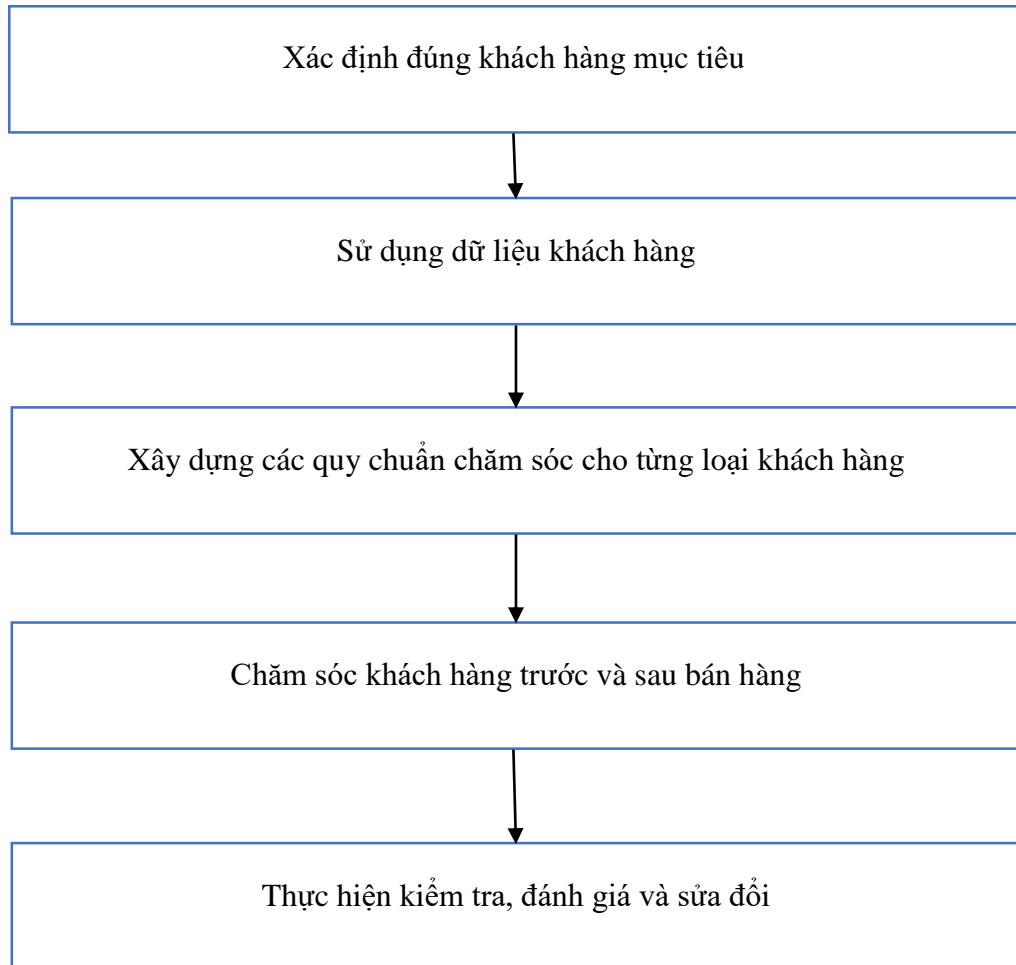 Xác định đúng khách hàng mục tiêu
Sử dụng dữ liệu khách hàng
Xây dựng các quy chuẩn chăm sóc cho từng loại khách hàng
Chăm sóc khách hàng trước và sau bán hàng
Thực hiện kiểm tra, đánh giá và sửa đổi